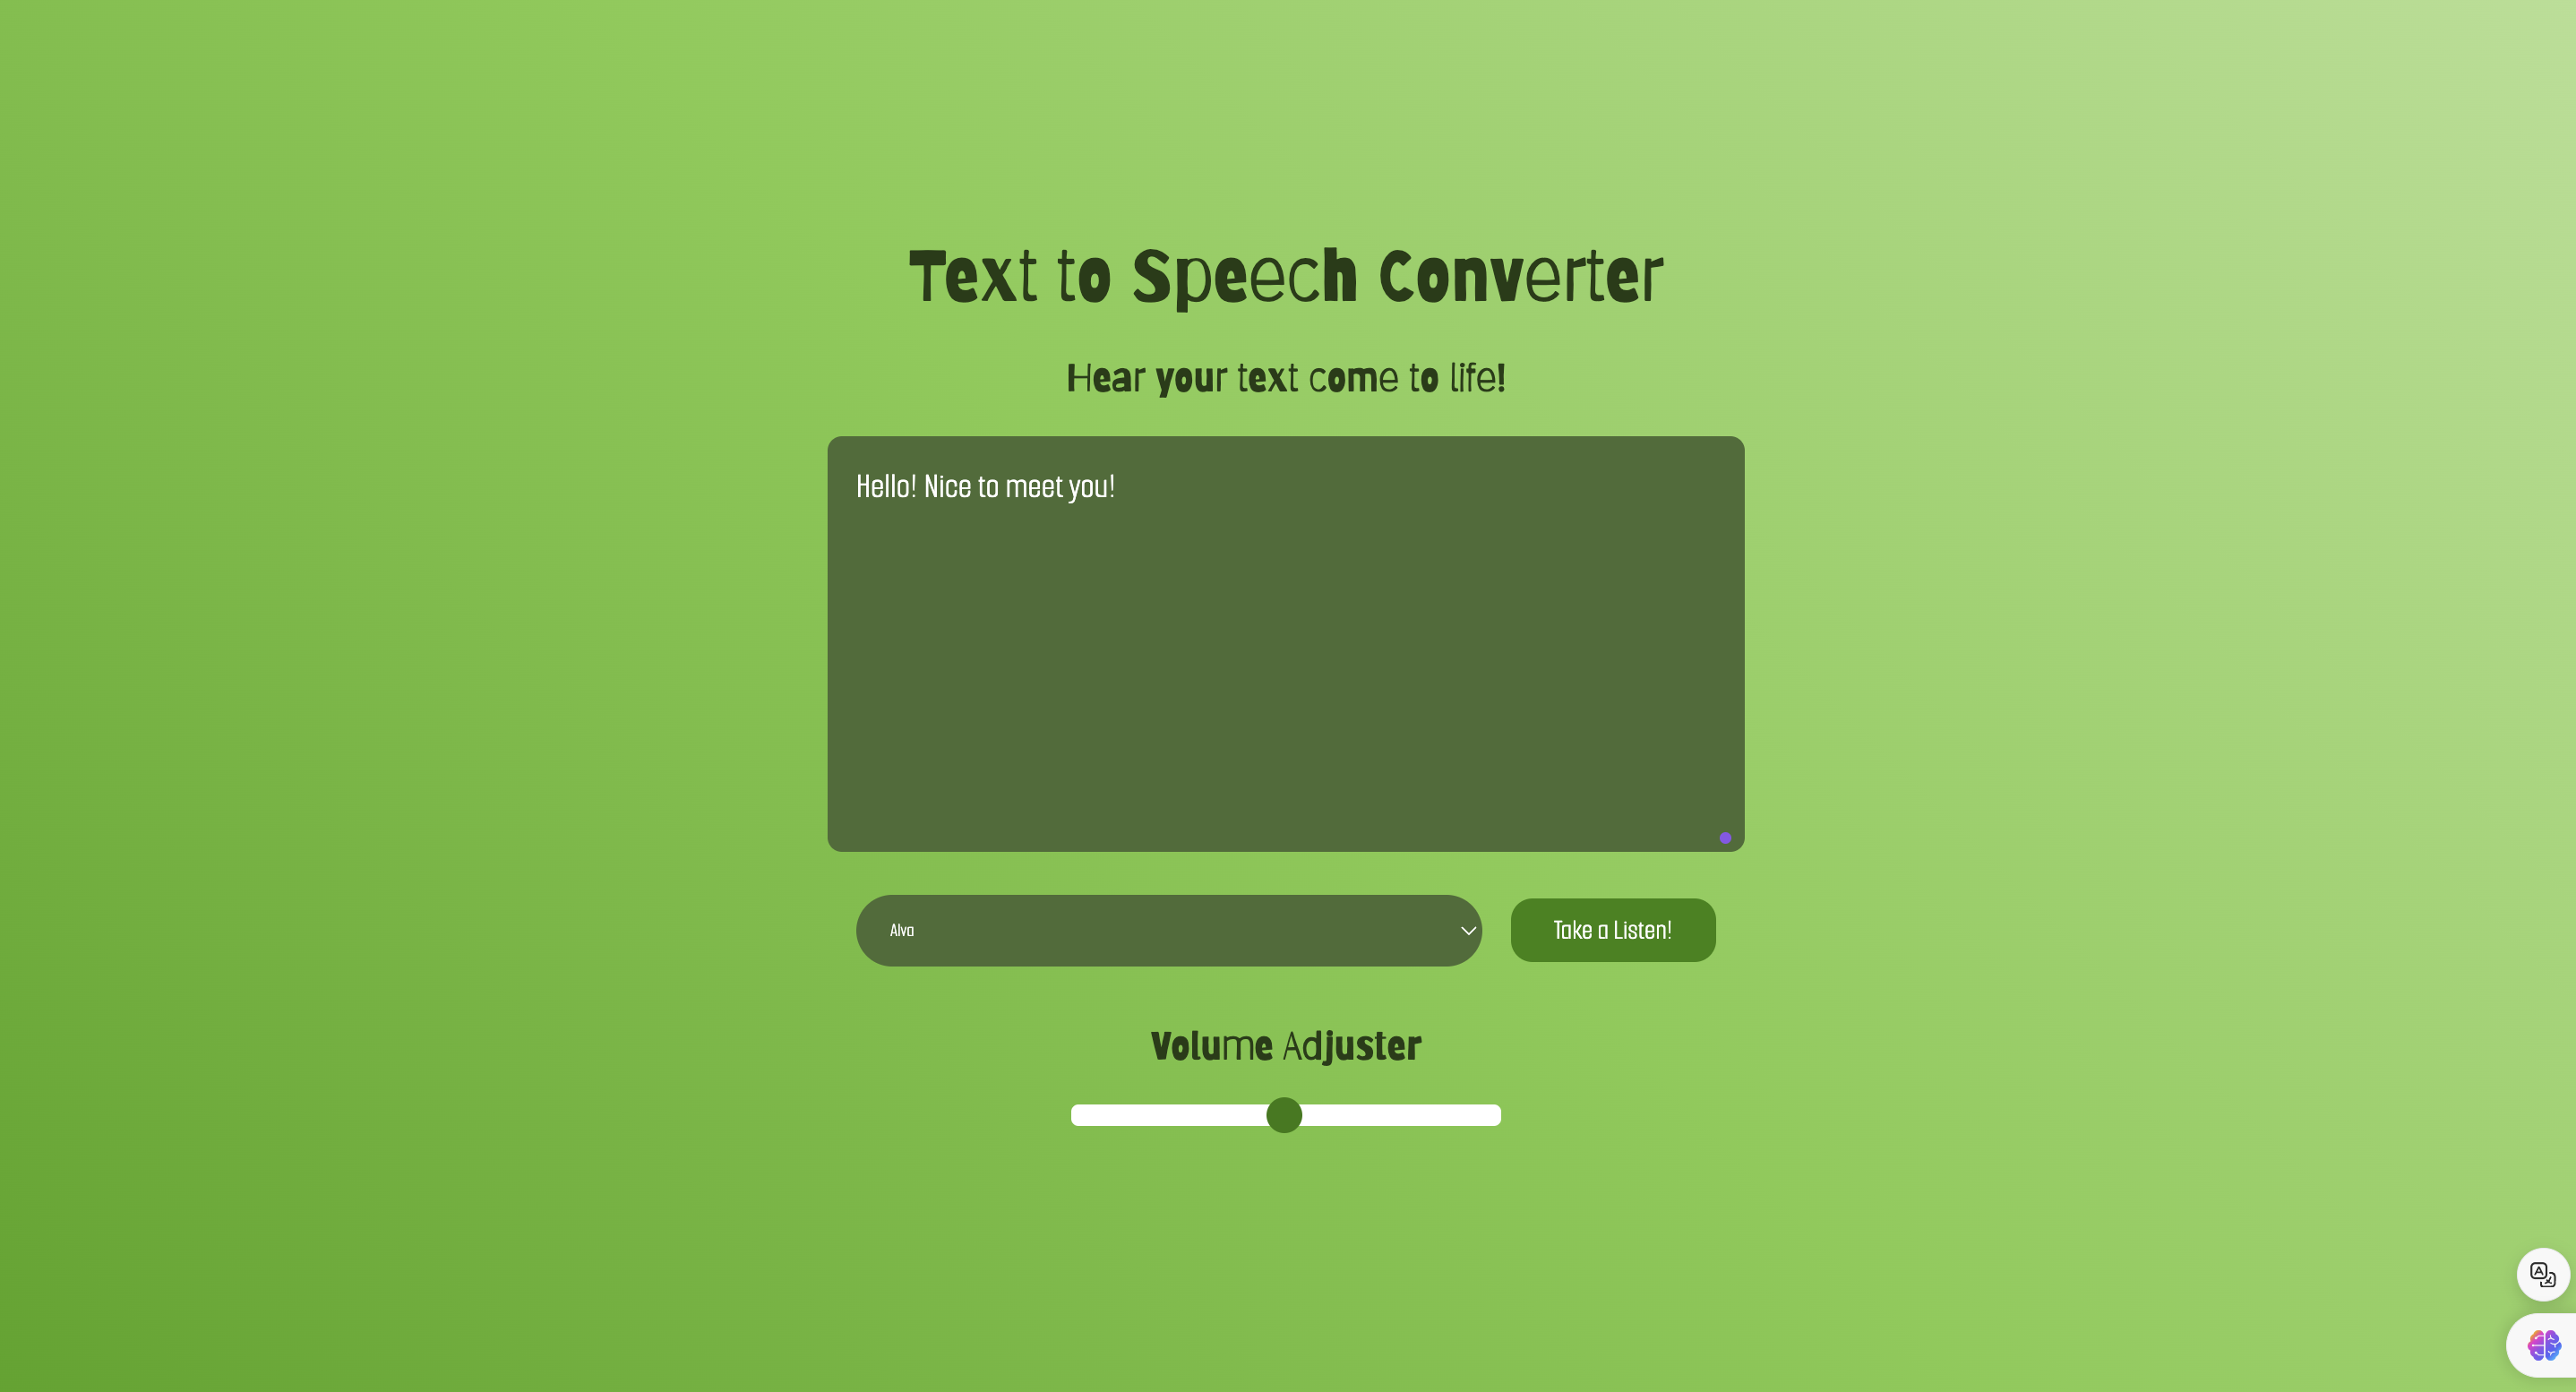 Text to Speech Converter
Hear your text come to life!
Hello! Nice to meet you!
Alva
Take a Listen!
Volume Adjuster